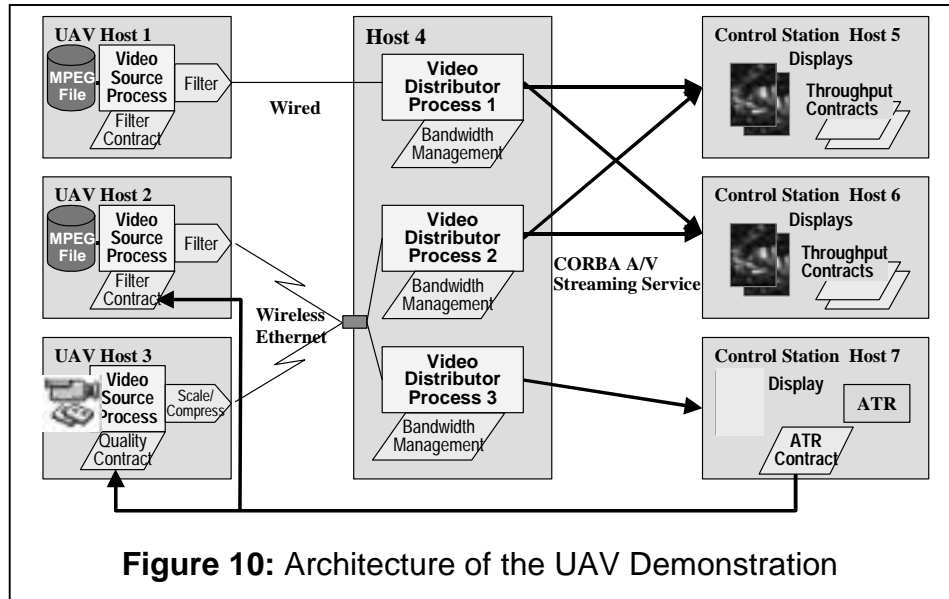 UAV Host 1
MPEG
File
Video
Source
Process
Filter
Filter
Contract
Wired
UAV Host 2
MPEG
File
Video
Source
Process
Filter
Filter
Contract
Wireless
Ethernet
UAV Host 3
Video
Source
Process
Scale/
Compress
Quality
Contract
Host 4
Video
Distributor
Process 1
Bandwidth
Management
Video
Distributor
Process 2
Bandwidth
Management
Video
Distributor
Process 3
Bandwidth
Management
CORBA A/V
Streaming Service
Control Station Host 5
Displays
Throughput
Contracts
Control Station Host 6
Displays
Throughput
Contracts
Control Station Host 7
Display
ATR
ATR
Contract
Figure 10: Architecture of the UAV Demonstration